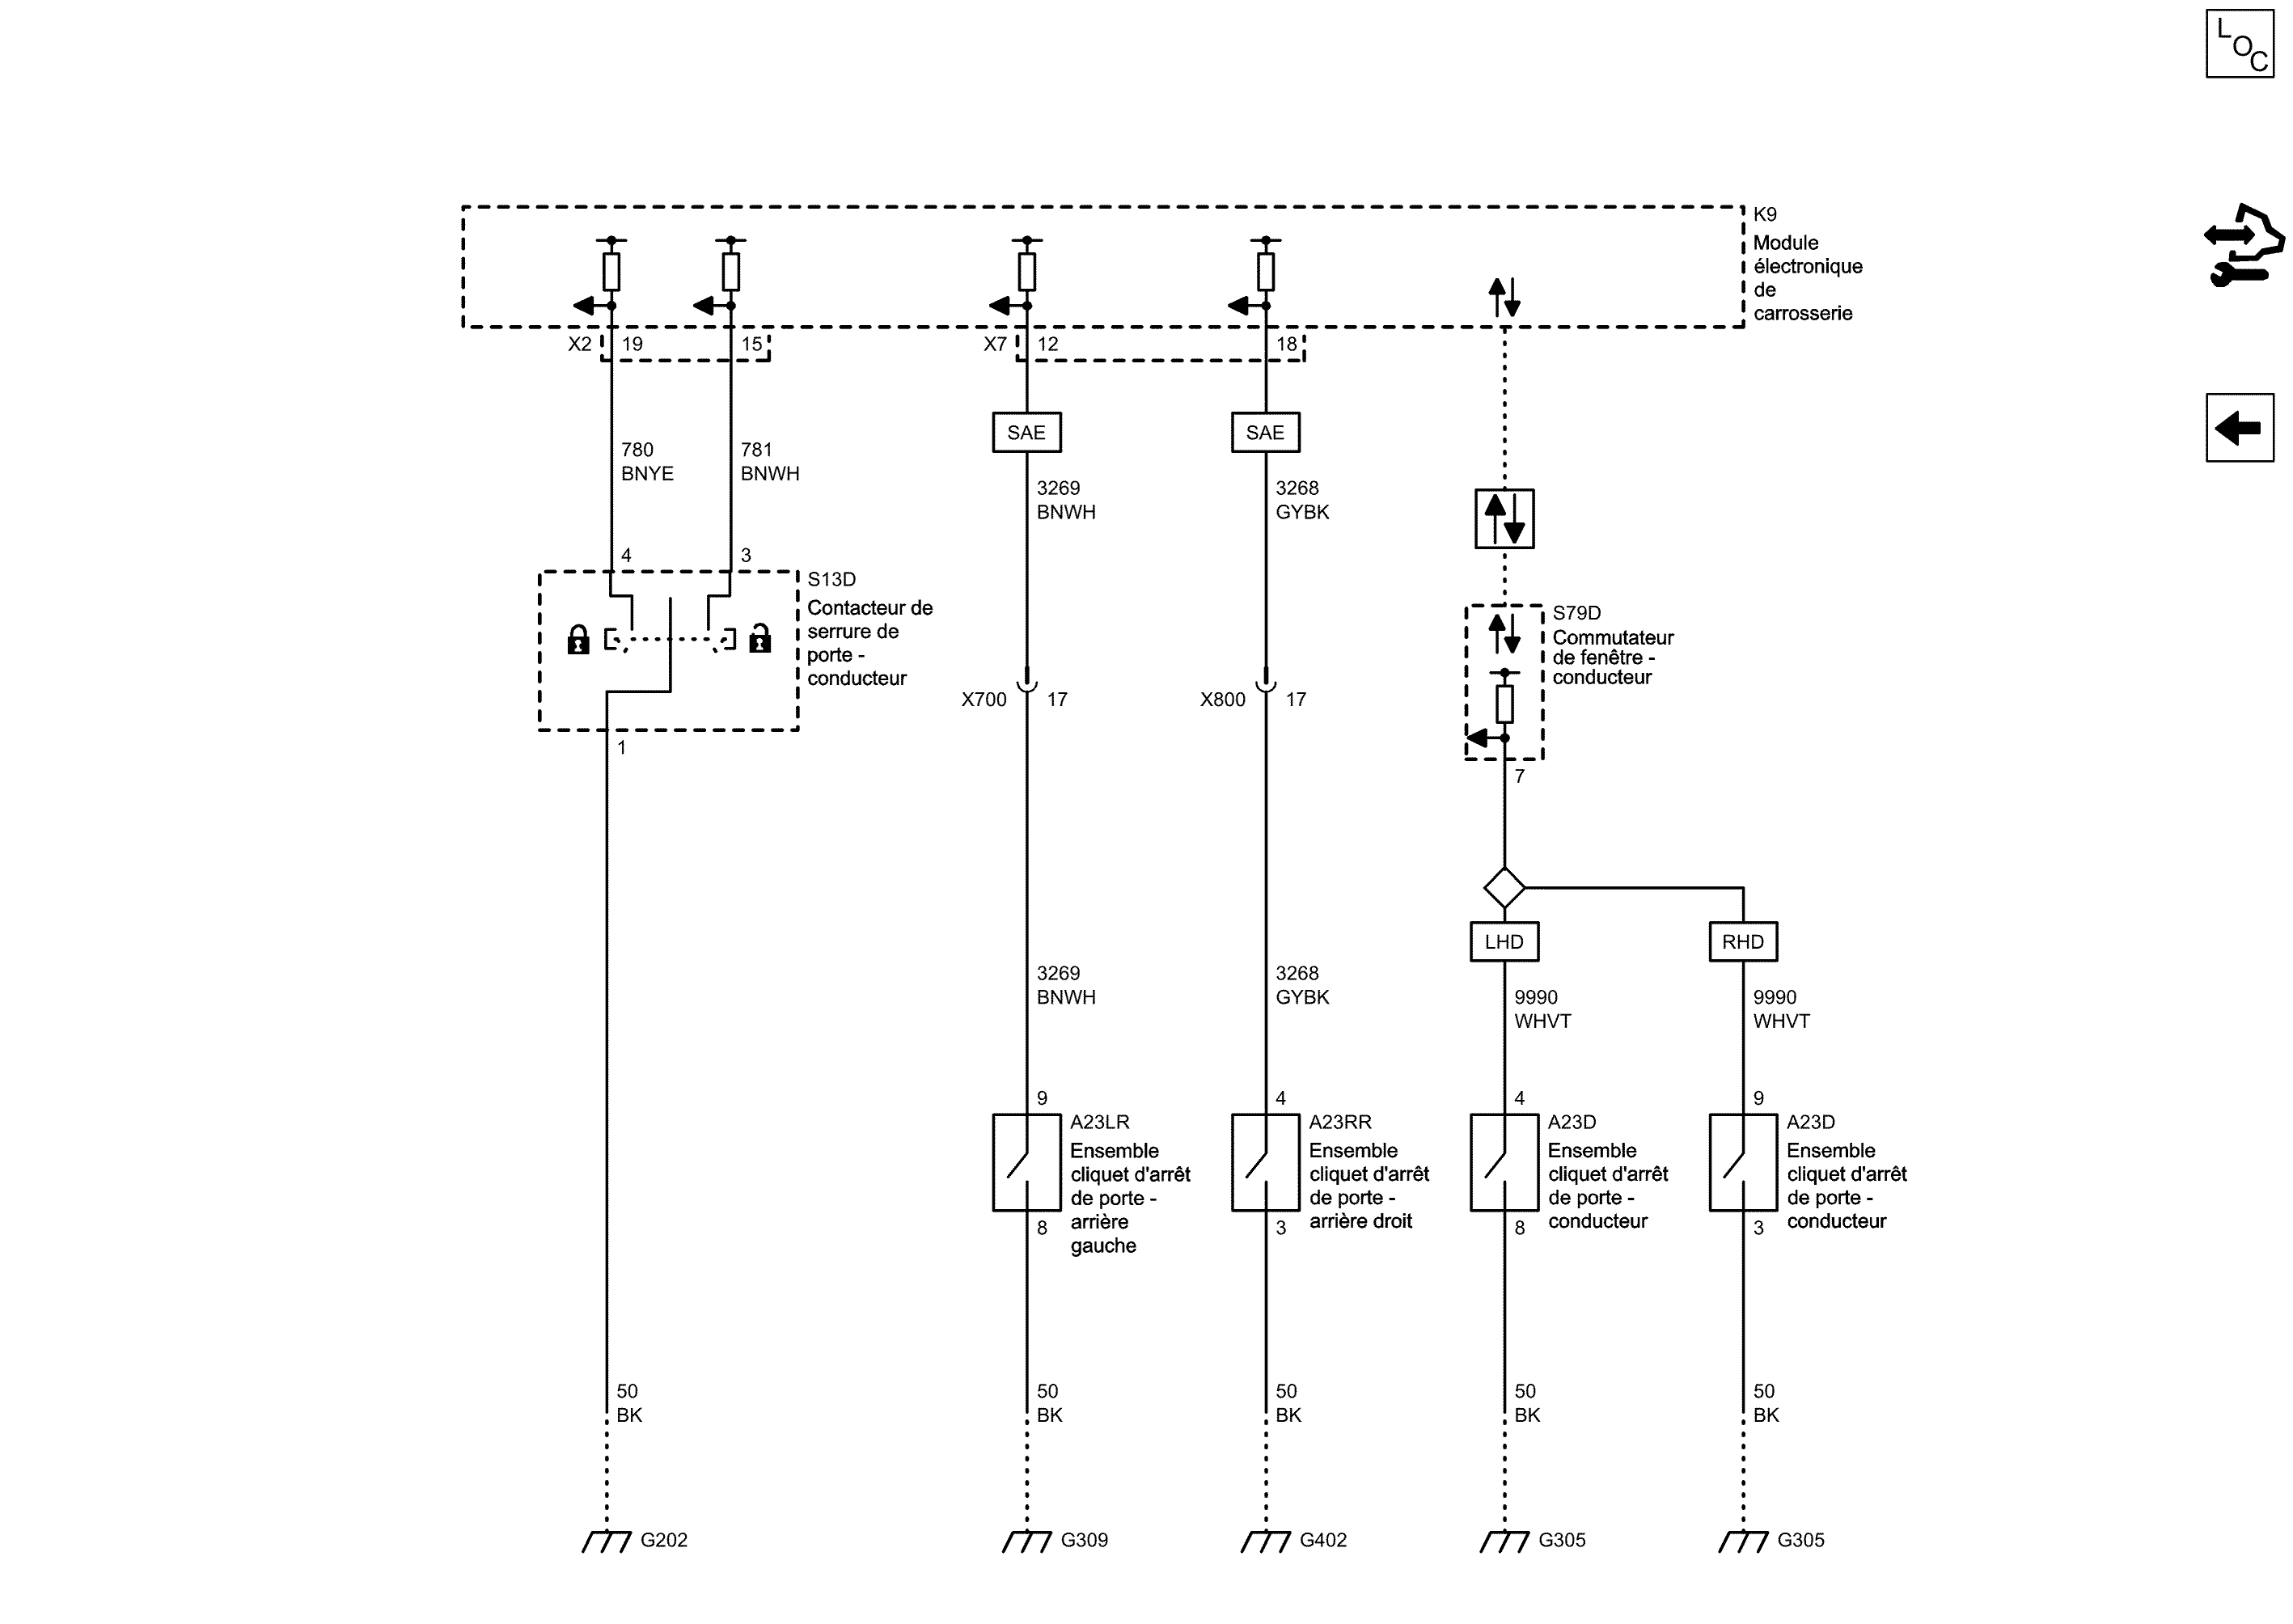 LOC
K9
Module
électronique
de
carrosserie
X2 19 15 X7 12 18
SAE SAE
780
BNYE
781
BNWH
3269
BNWH
3268
GYBK
4 3
S13D
Contacteur de
serrure de
porte -
conducteur
1
X700 17
X800 17
S79D
Commutateur
de fenêtre -
conducteur
7
LHD RHD
3269
BNWH
3268
GYBK
9990
WHVT
9990
WHVT
9 4 4 9
A23LR
Ensemble
cliquet d'arrêt
de porte -
arrière
gauche
A23RR
Ensemble
cliquet d'arrêt
de porte -
arrière droit
A23D
Ensemble
cliquet d'arrêt
de porte -
conducteur
A23D
Ensemble
cliquet d'arrêt
de porte -
conducteur
8 3 8 3
50
BK
50
BK
50
BK
50
BK
50
BK
G202 G309 G402 G305 G305